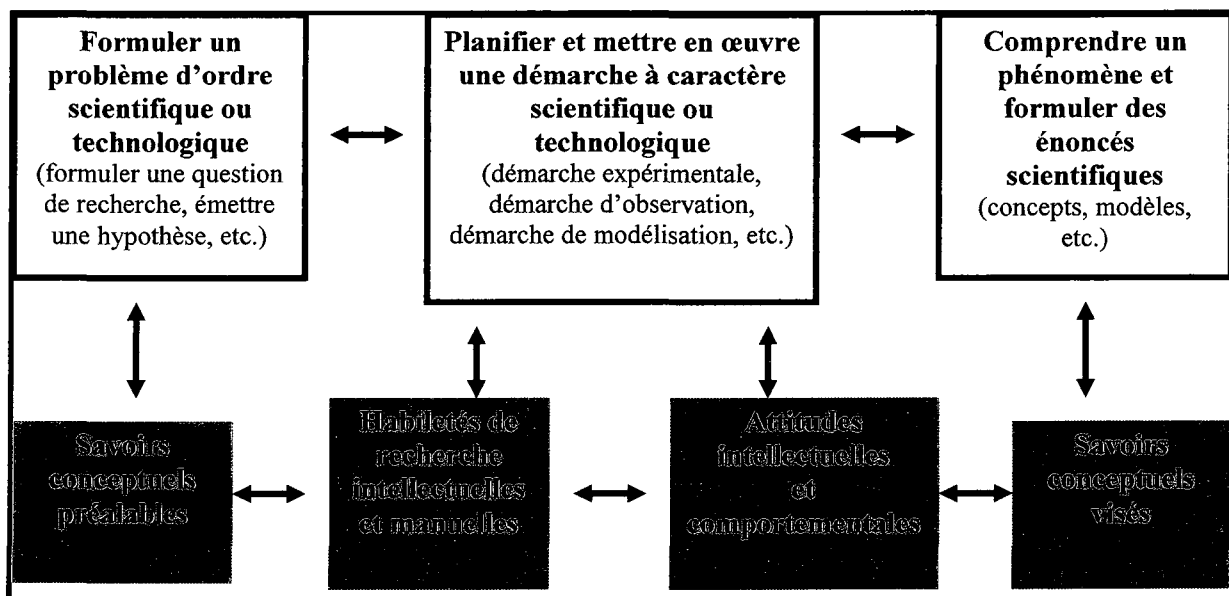 Formuler un
problème d'ordre
scientifique ou
technologique
(formuler une question
de recherche, émettre
une hypothèse, etc.)
Planifier et mettre en œuvre
une démarche à caractère
scientifique ou
technologique
(démarche expérimentale,
démarche d'observation,
démarche de modélisation, etc.)
Comprendre un
phénomène et
formuler des
énoncés
scientifiques
(concepts, modèles,
etc.)
Savoirs
conceptuels
préalables
Habiletés de
recherche
intellectuelles
et manuelles
Attitudes
intellectuelles
et
comportementales
Savoirs
conceptuels
visés